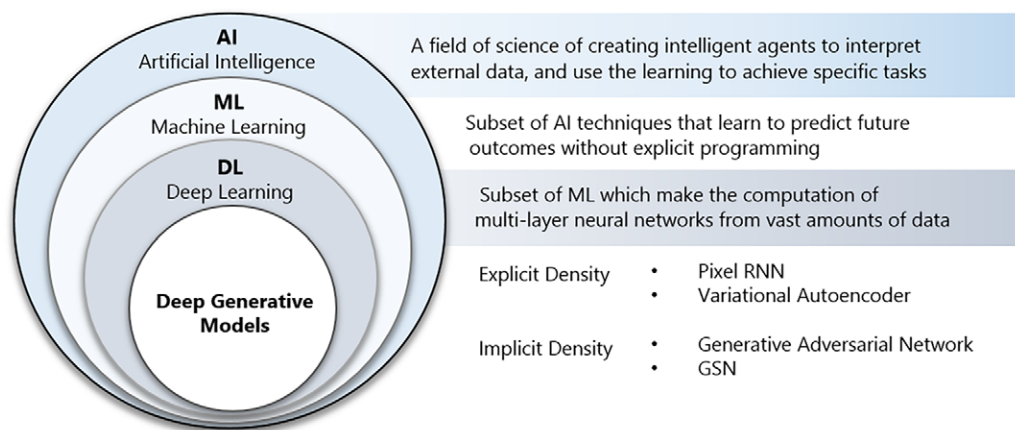 AI
Artificial Intelligence
A field of science of creating intelligent agents to interpret
external data, and use the learning to achieve specific tasks
ML
Machine Learning
Subset of AI techniques that learn to predict future
outcomes without explicit programming
DL
Deep Learning
Subset of ML which make the computation of
multi-layer neural networks from vast amounts of data
Deep Generative
Models
Explicit Density
• Pixel RNN
• Variational Autoencoder
Implicit Density
• Generative Adversarial Network
• GSN